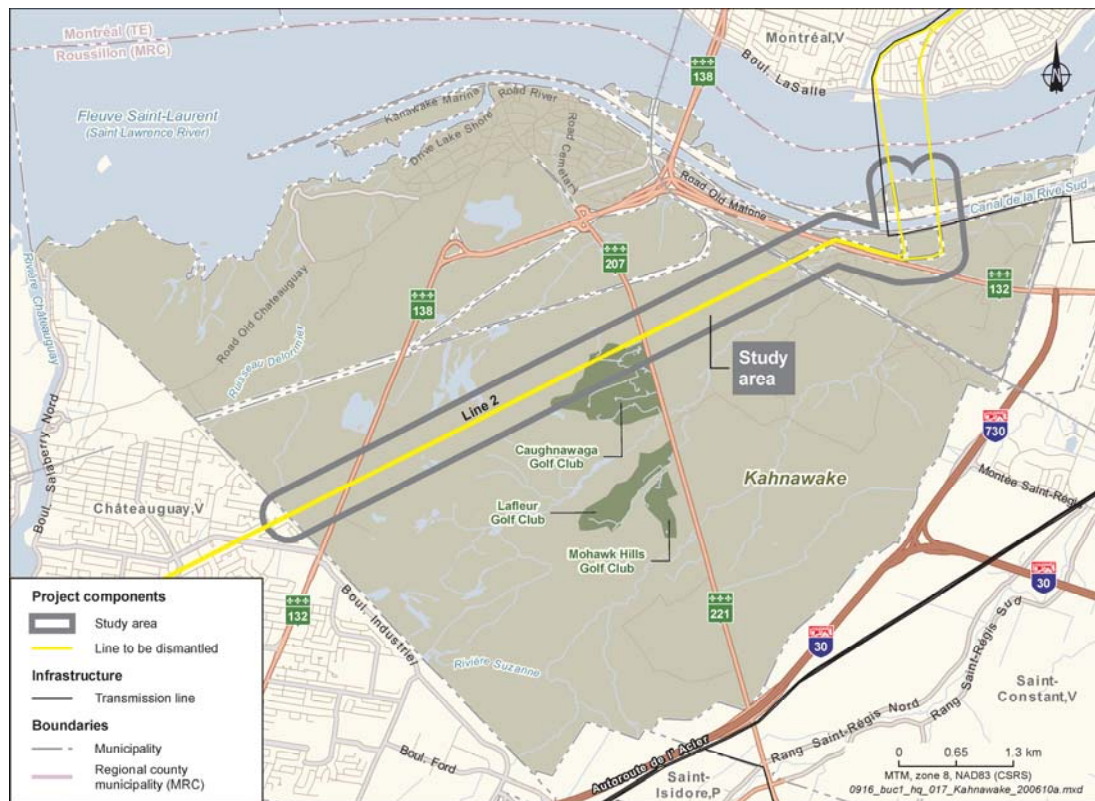 Montréal (TE)
Roussillon (MRC)
Fleuve Saint-Laurent
(Saint Lawrence River)
Kanawake Marina
Road River
Drive Lake Shore
Road Cemetary
138
Montréal,V
Boul. LaSalle
Road Old Malone
Canal de la Rive Sud
Rivière Châteauguay
Road Old Chateauguay
Ruisseau Delorimier
138
207
132
Study
area
Line 2
730
Boul. Salaberry Nord
Caughnawaga
Golf Club
Kahnawake
Montée Saint-Régis
Châteauguay,V
Lafleur
Golf Club
Mohawk Hills
Golf Club
30
132
221
30
Boul. Industriel
Rivière Suzanne
Rang Saint-Régis Sud
Saint-
Constant,V
Rang Saint-Régis Nord
Boul. Ford
Autoroute de l' Acier
Saint-
Isidore,P
Project components
Study area
Line to be dismantled
Infrastructure
Transmission line
Boundaries
Municipality
Regional county
municipality (MRC)
0 0.65 1.3 km
MTM, zone 8, NAD83 (CSRS)
0916_buc1_hq_017_Kahnawake_200610a.mxd